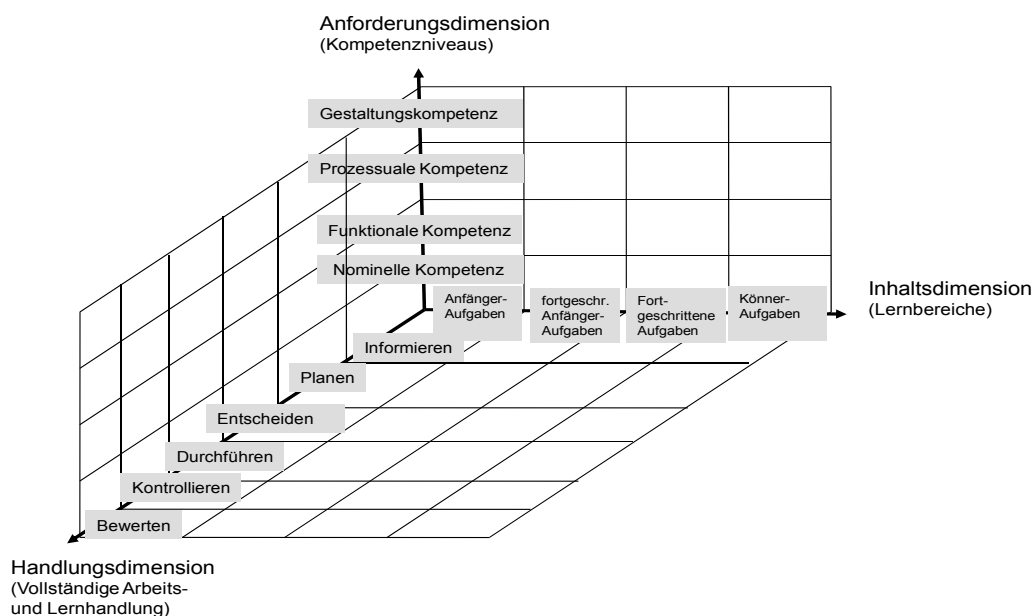 Anforderungsdimension
(Kompetenzniveaus)
Gestaltungskompetenz
Prozessuale Kompetenz
Funktionale Kompetenz
Nominelle Kompetenz
Anfänger-
Aufgaben
fortgeschr.
Anfänger-
Aufgaben
Fort-
geschrittene
Aufgaben
Könner-
Aufgaben
Inhaltsdimension
(Lernbereiche)
Informieren
Planen
Entscheiden
Durchführen
Kontrollieren
Bewerten
Handlungsdimension
(Vollständige Arbeits-
und Lernhandlung)